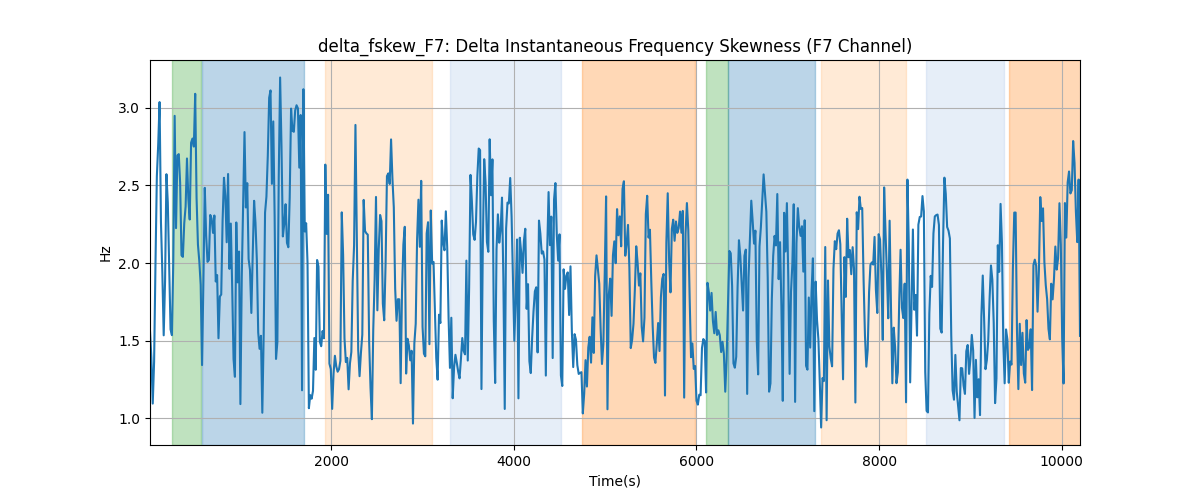 delta_fskew_F7: Delta Instantaneous Frequency Skewness (F7 Channel)
3.0
2.5
2.0
1.5
1.0
Hz
2000 4000 6000 8000 10000
Time(s)